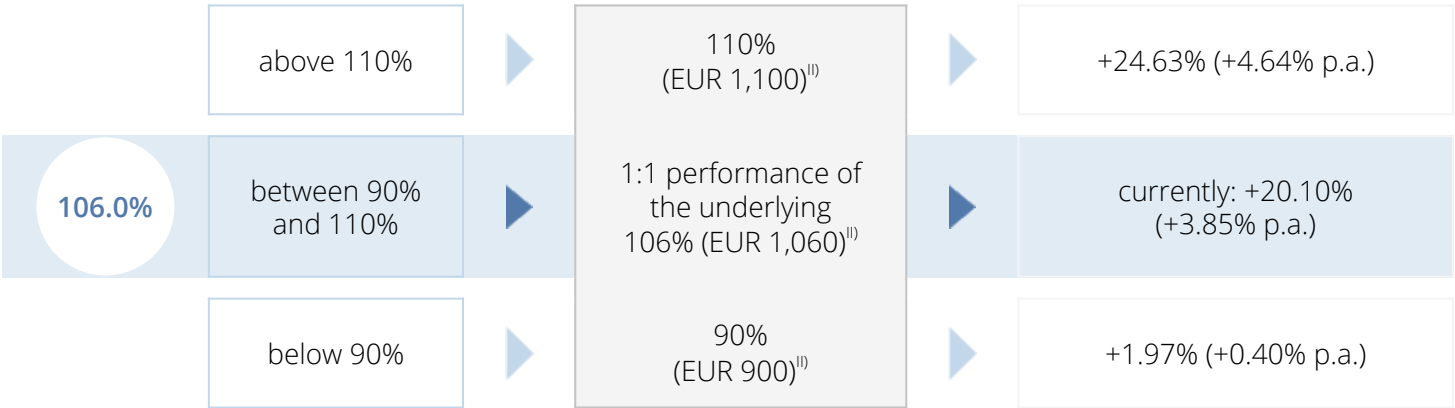 above 110%
110%
(EUR 1,100)II)
+24.63% (+4.64% p.a.)
106.0%
between 90%
and 110%
1:1 performance of
the underlying
106% (EUR 1,060)II)
currently: +20.10%
(+3.85% p.a.)
below 90%
90%
(EUR 900)II)
+1.97% (+0.40% p.a.)